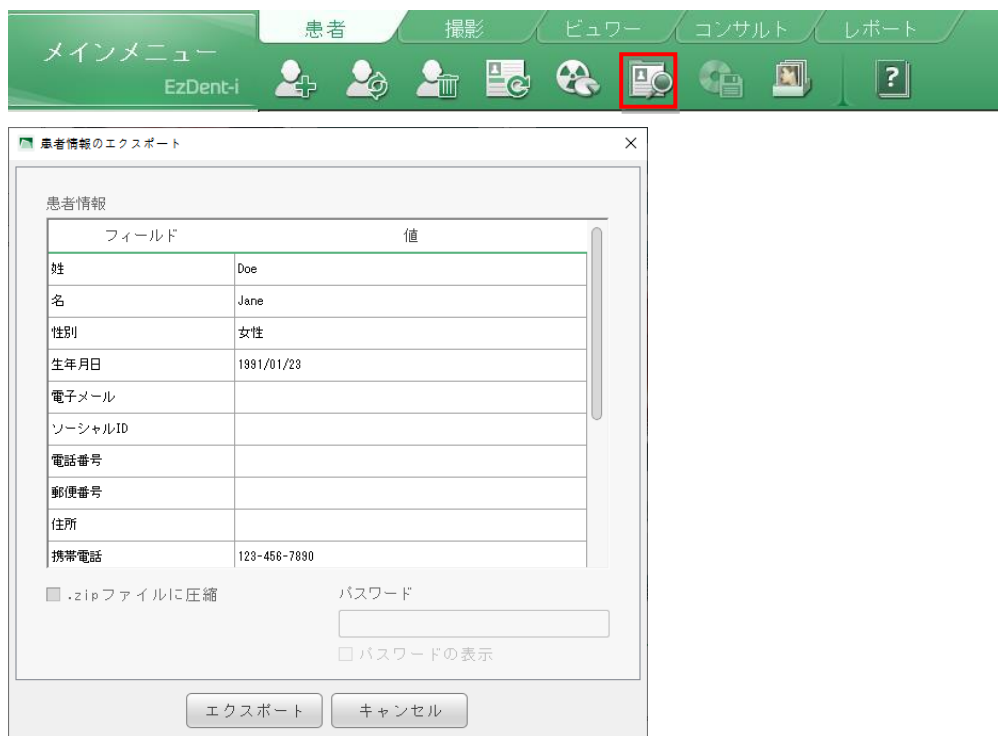 患者 撮影 ビュワー コンサルト レポート
メインメニュー
EzDent-i
?
患者情報のエクスポート
患者情報
フィールド 値
姓 Doe
名 Jane
性別 女性
生年月日 1991/01/23
電子メール
ソーシャルID
電話番号
郵便番号
住所
携帯電話 123-456-7890
.zipファイルに圧縮 パスワード
パスワードの表示
エクスポート キャンセル